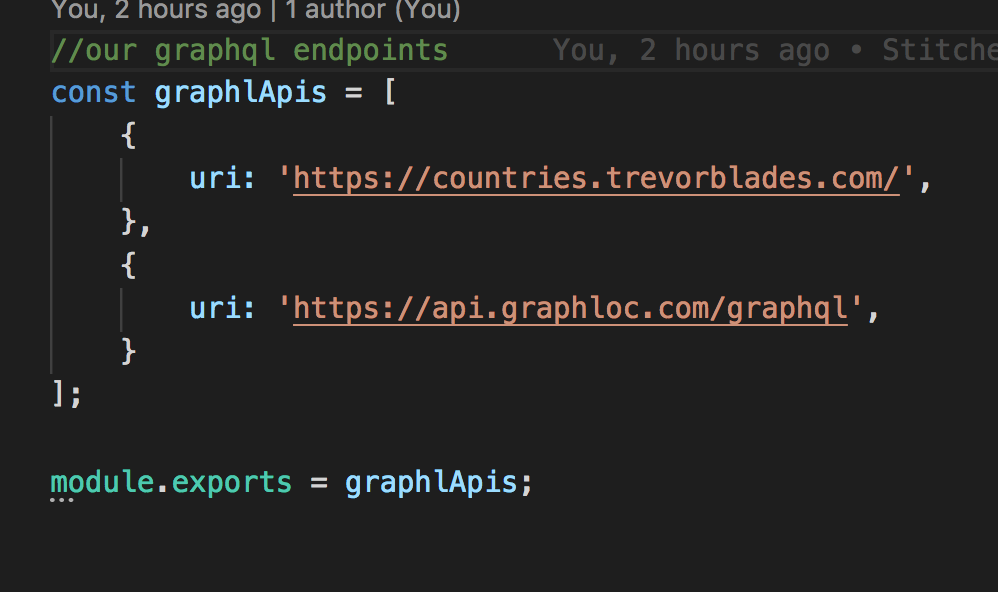 You, 2 hours ago | 1 author (You)
//our graphql endpoints You, 2 hours ago • Stitche
const graphlApis = [
{
uri: 'https://countries.trevorblades.com/',
},
{
uri: 'https://api.graphloc.com/graphql',
}
];
module.exports = graphlApis;